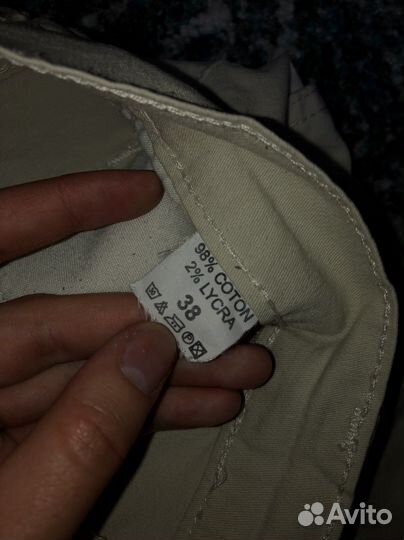 98% COTON
2% LYCRA
38
Avito